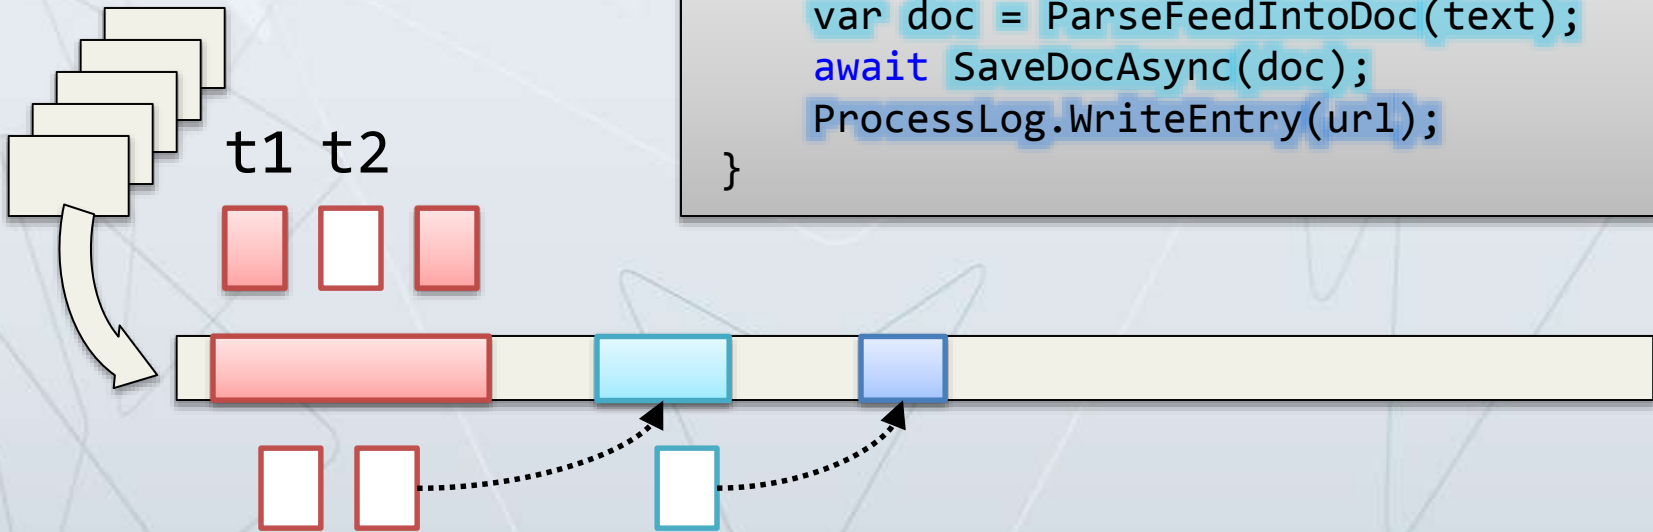 var doc = ParseFeedIntoDoc(text);
await SaveDocAsync(doc);
ProcessLog.WriteEntry(url);
}
t1 t2